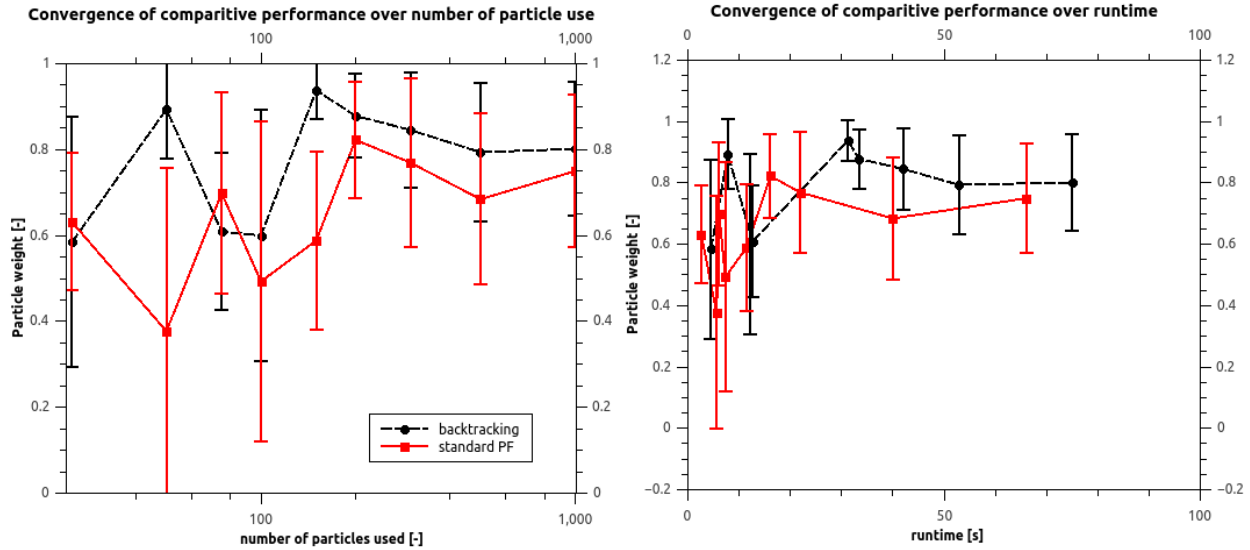 Convergence of comparitive performance over number of particle use
100 1,000
1 1
0.8 0.8
0.6 0.6
0.4 0.4
0.2 0.2
0 0
100 1,000
Particle weight [-]
number of particles used [-]
backtracking
standard PF
Convergence of comparitive performance over runtime
0 50 100
1.2 1.2
1 1
0.8 0.8
0.6 0.6
0.4 0.4
0.2 0.2
0 0
−0.2 −0.2
0 50 100
Particle weight [-]
runtime [s]